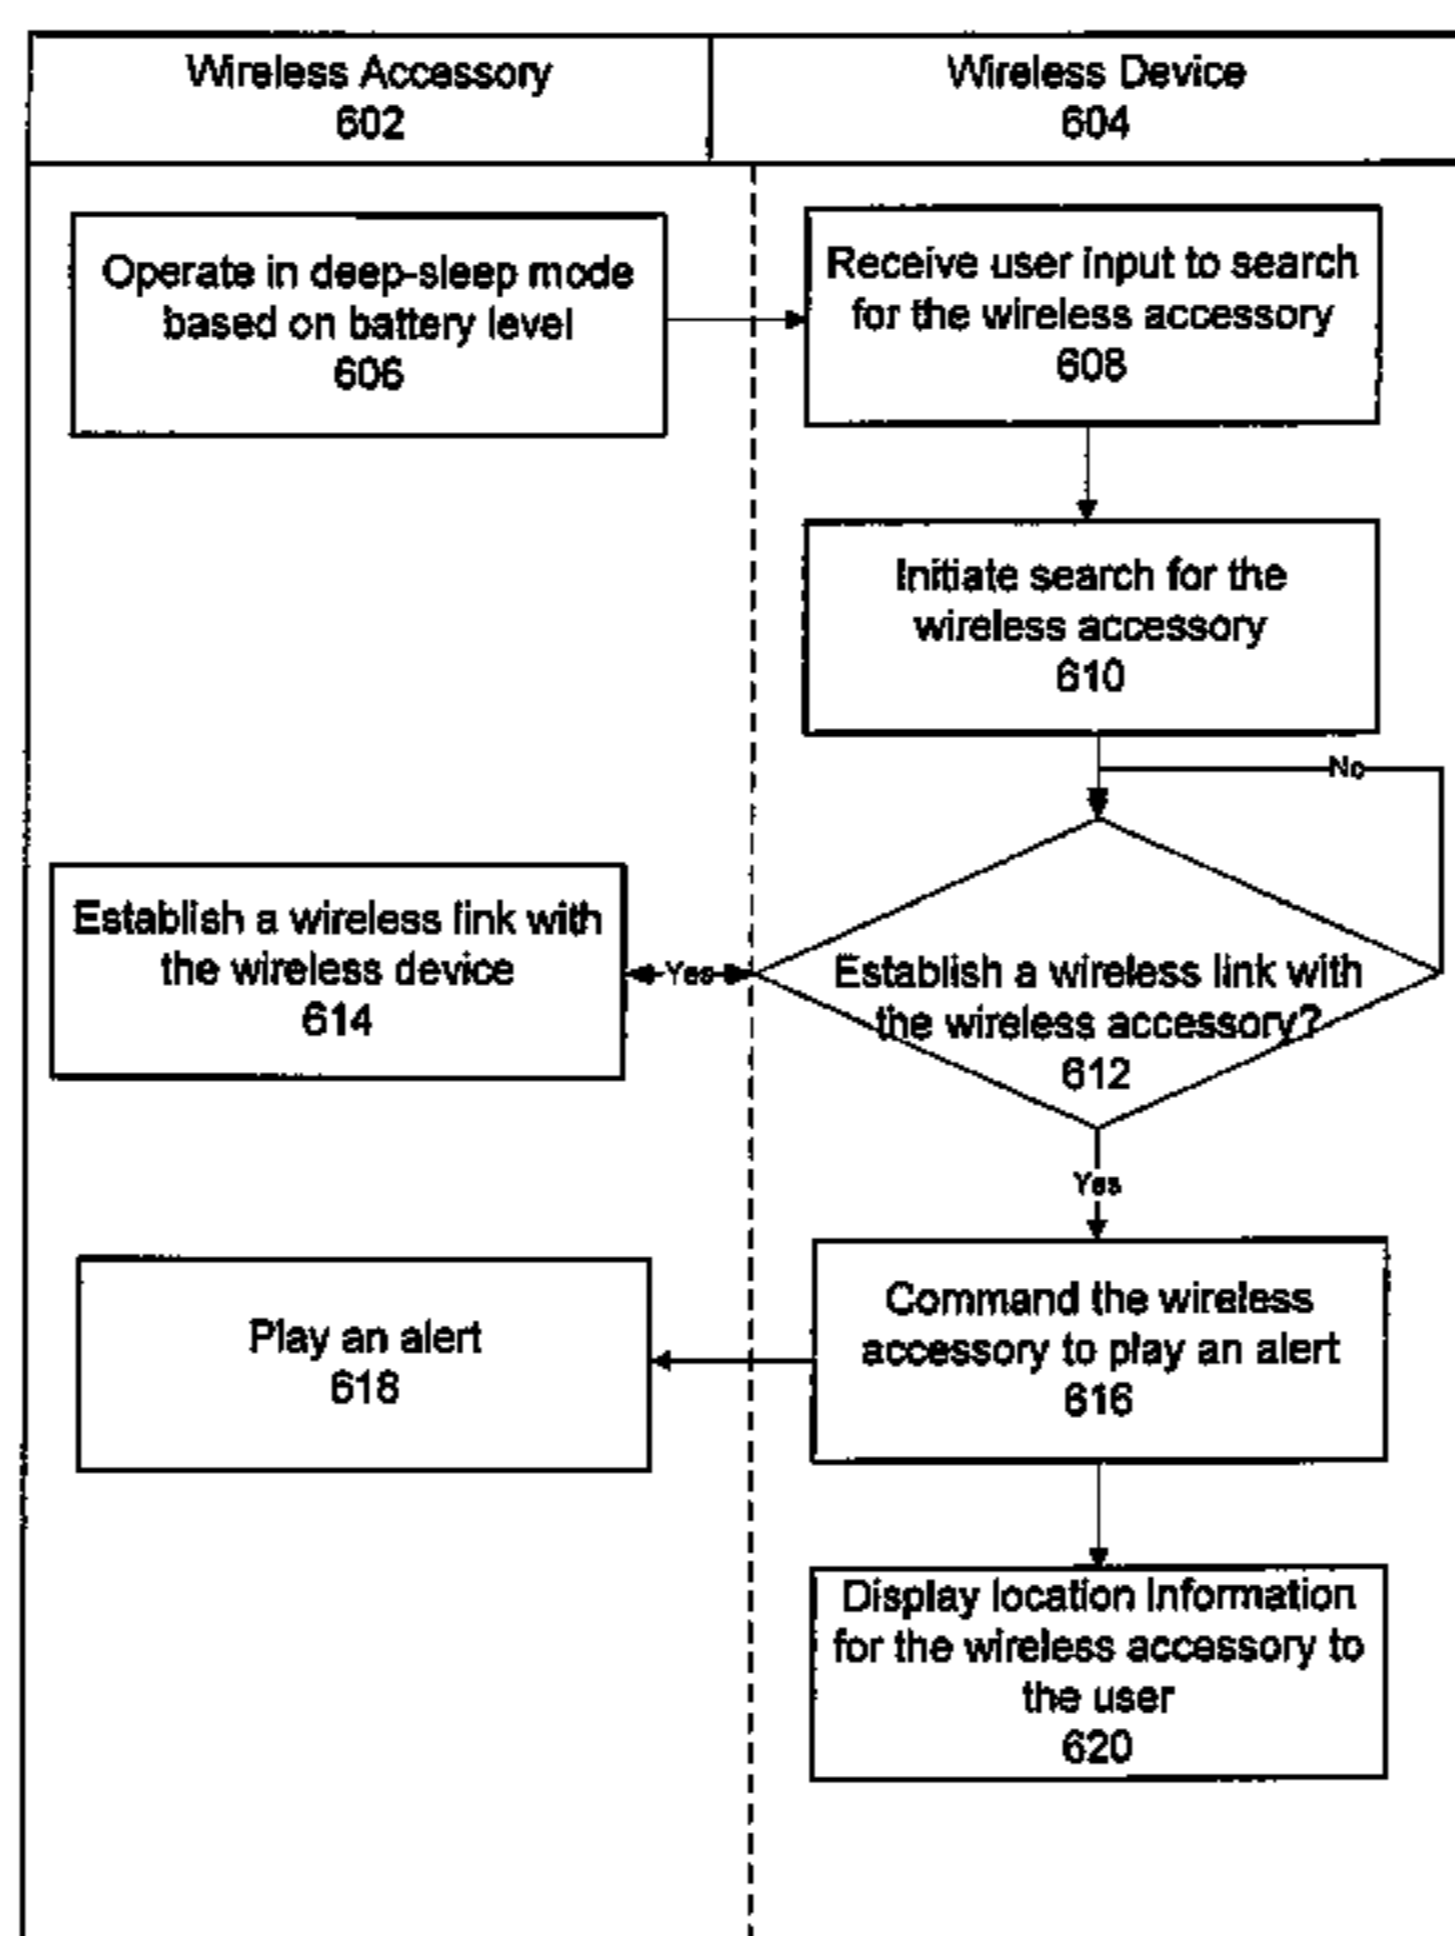 Wireless Accessory
602
Wireless Device
604
Operate in deep-sleep mode
based on battery level
606
Receive user input to search
for the wireless accessory
608
Initiate search for the
wireless accessory
610
No
Establish a wireless link with
the wireless device
614
Yes
Establish a wireless link with
the wireless accessory?
612
Yes
Play an alert
618
Command the wireless
accessory to play an alert
616
Display location Information
for the wireless accessory to
the user
620